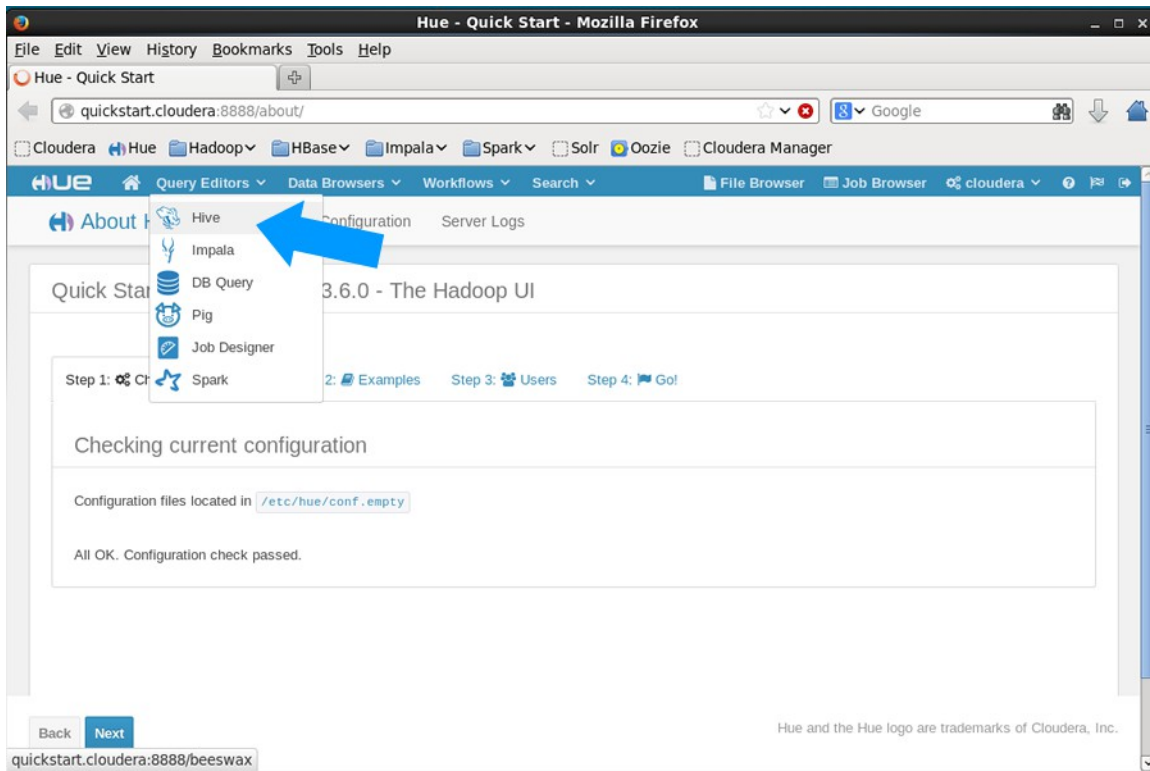 Hue - Quick Start - Mozilla Firefox
File Edit View History Bookmarks Tools Help
Hue - Quick Start
quickstart.cloudera:8888/about/ Google
Cloudera Hue Hadoop HBase Impala Spark Solr Oozie Cloudera Manager
HUE Query Editors Data Browsers Workflows Search File Browser Job Browser cloudera
About Configuration Server Logs
Hive
Impala
DB Query
Pig
Job Designer
Spark
Quick Star 3.6.0 - The Hadoop UI
Step 1: Ch 2: Examples Step 3: Users Step 4: Go!
Checking current configuration
Configuration files located in /etc/hue/conf.empty
All OK. Configuration check passed.
Back Next Hue and the Hue logo are trademarks of Cloudera, Inc.
quickstart.cloudera:8888/beeswax